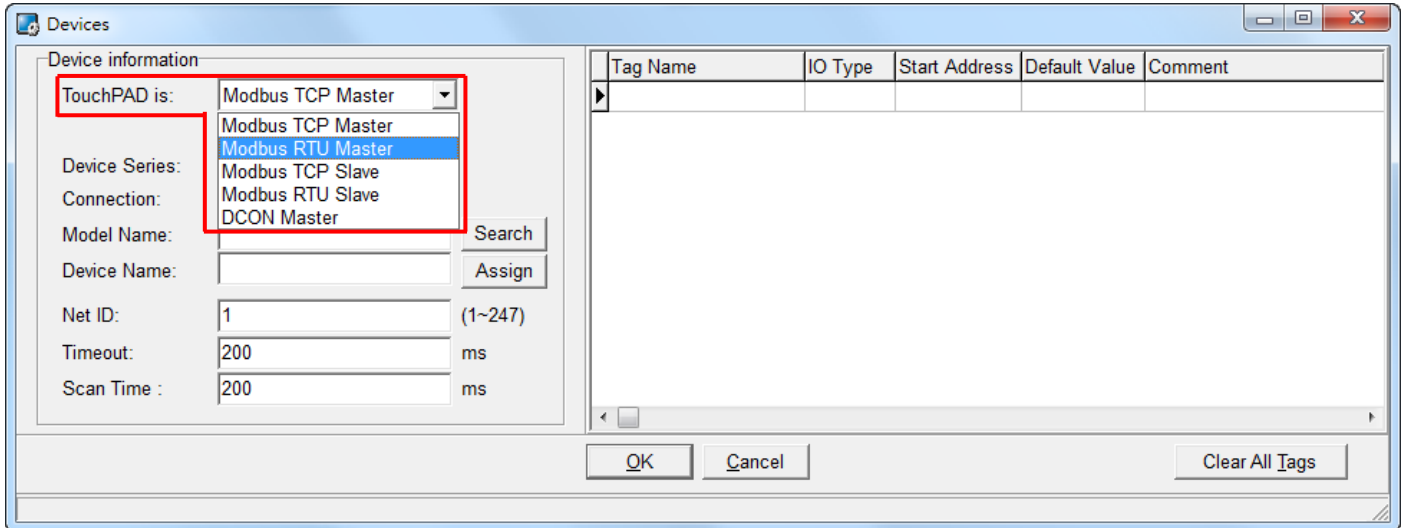 Devices
Device information
TouchPAD is: Modbus TCP Master
Modbus TCP Master
Modbus RTU Master
Modbus TCP Slave
Modbus RTU Slave
DCON Master
Device Series:
Connection:
Model Name: Search
Device Name: Assign
Net ID: 1 (1~247)
Timeout: 200 ms
Scan Time : 200 ms
Tag Name IO Type Start Address Default Value Comment
OK Cancel Clear All Tags